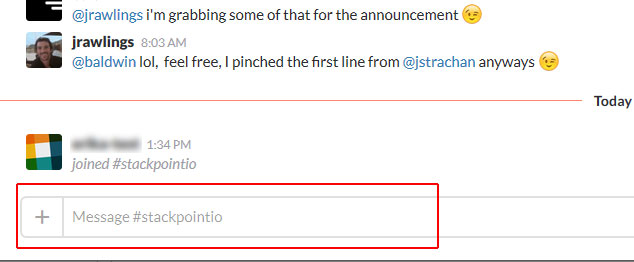 @jrawlings i'm grabbing some of that for the announcement
jrawlings
8:03 AM
@baldwin lol, feel free, I pinched the first line from @jstrachan anyways
Today
1:34 PM
joined #stackpointio
+ Message #stackpointio